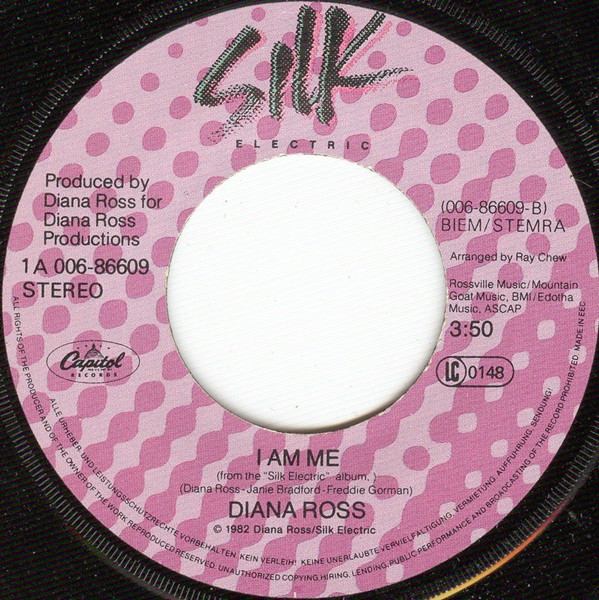 Silk
ELECTRIC
Produced by
Diana Ross for
Diana Ross
Productions
1A 006-86609
STEREO
(006-86609-B)
BIEM/STEMRA
Arranged by Ray Chew
Rossville Music/Mountain
Goat Music, BMI/Edotha
Music, ASCAP
3:50
LC 0148
Capitol
RECORDS
I AM ME
(from the "Silk Electric" album, )
(Diana Ross-Janie Bradford-Freddie Gorman)
DIANA ROSS
© 1982 Diana Ross/Silk Electric
ALLE URHEBER- UND LEISTUNGSSCHUTZRECHTE VORBEHALTEN. KEIN VERLEIH! KEINE UNERLAUBTE VERVIELFÄLTIGUNG, VERMIETUNG, AUFFÜHRUNG, SENDUNG!
ALL RIGHTS OF THE PRODUCER AND OF THE OWNER OF THE WORK REPRODUCED RESERVED. UNAUTHORIZED COPYING, HIRING, LENDING, PUBLIC PERFORMANCE AND BROADCASTING OF THE RECORD PROHIBITED. MADE IN EEC